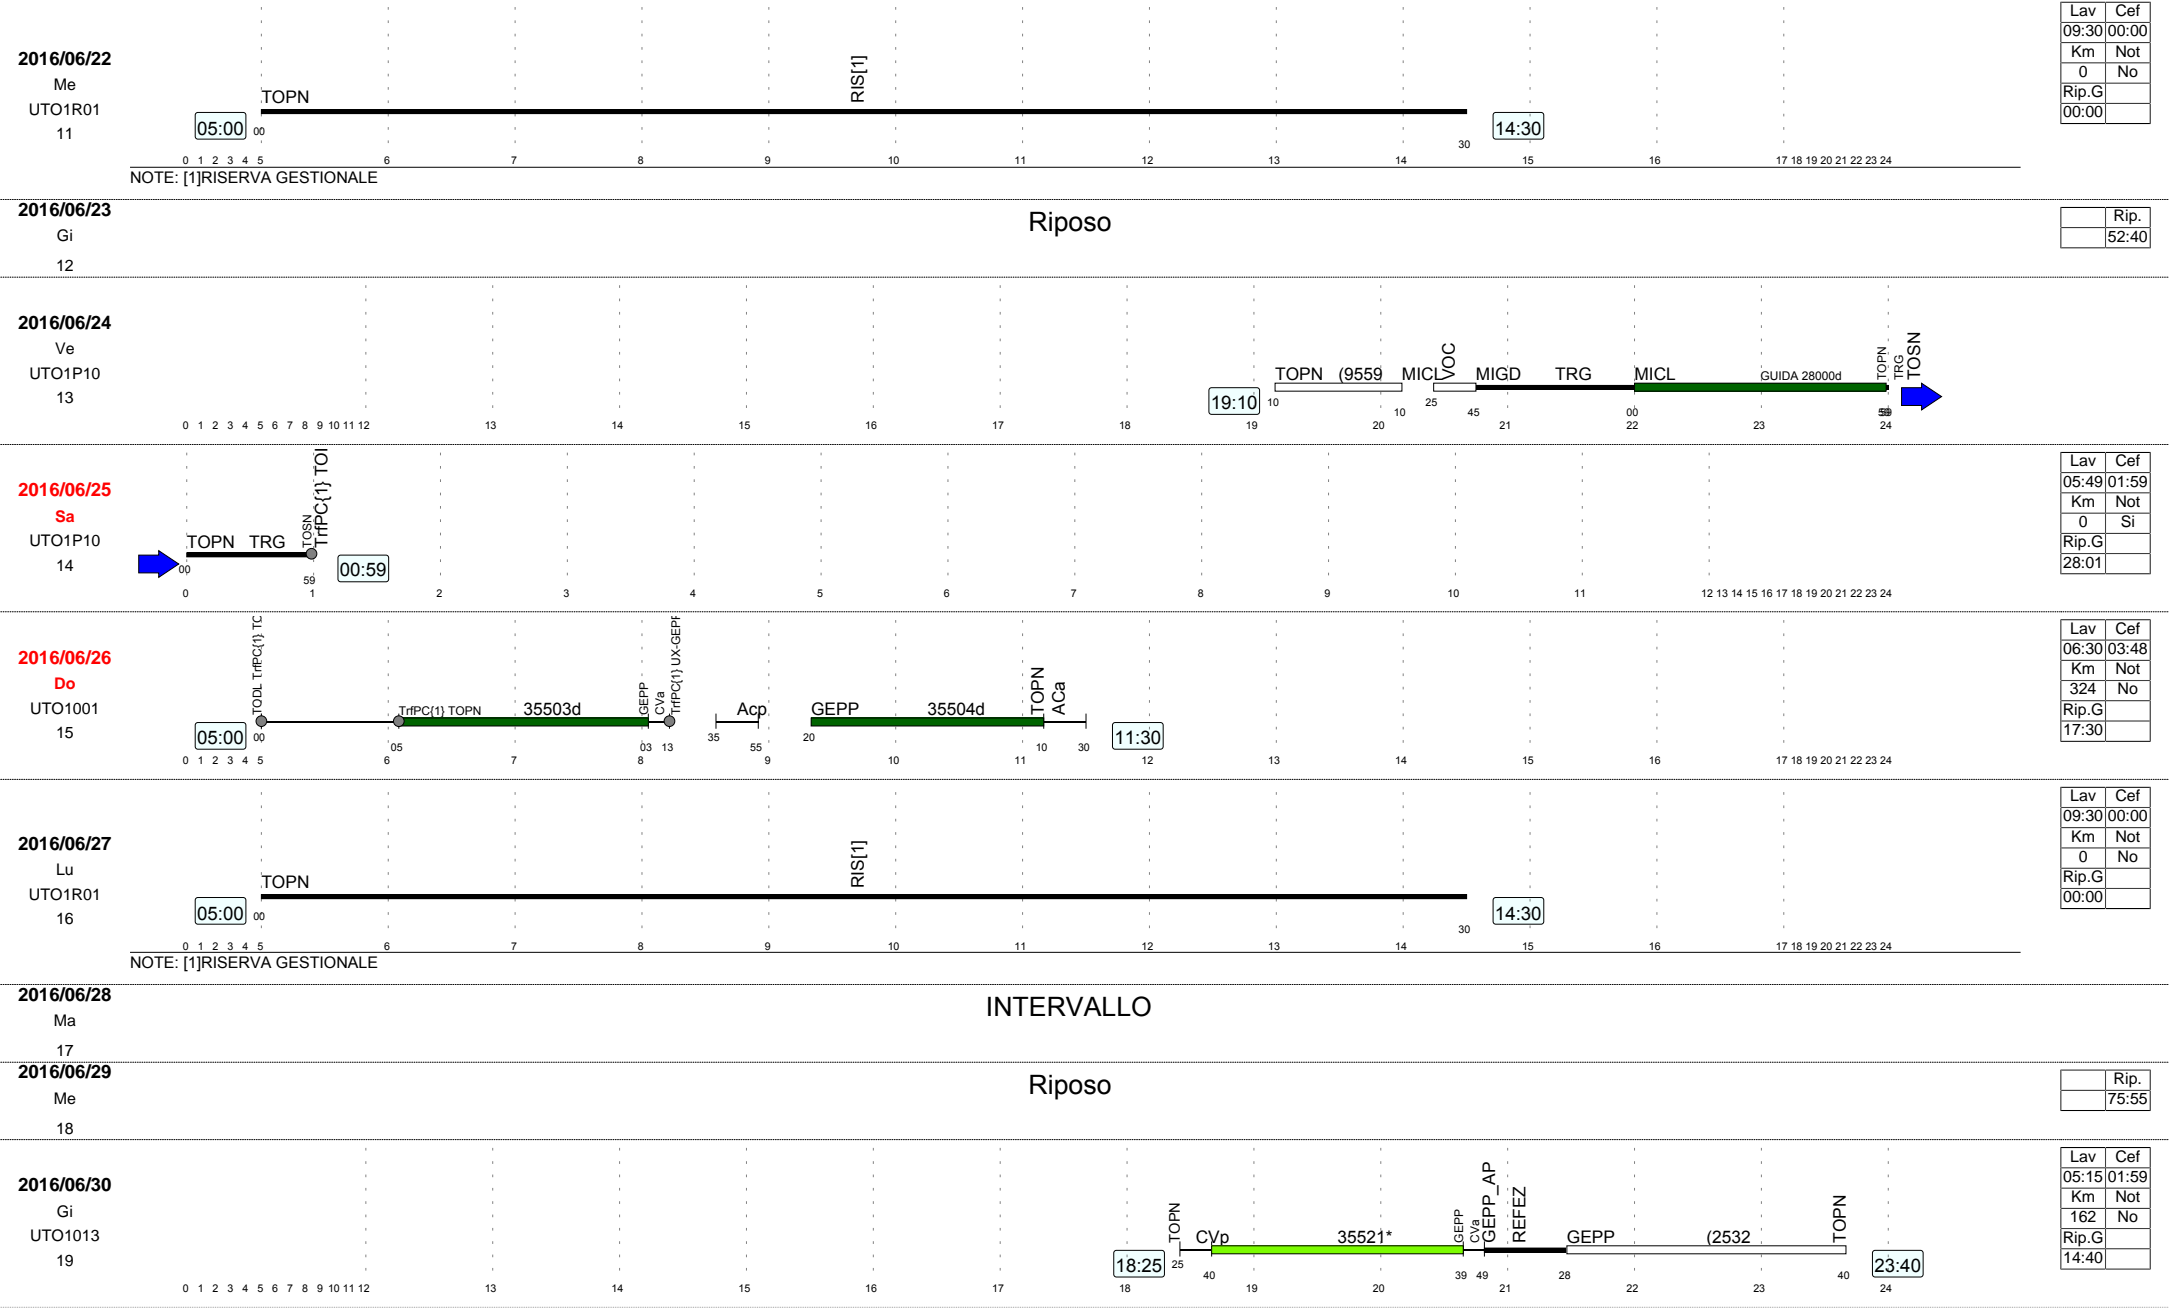 2016/06/22
Me
UTO1R01
11
05:00 00 TOPN RIS[1] 30 14:30
0 1 2 3 4 5 6 7 8 9 10 11 12 13 14 15 16 17 18 19 20 21 22 23 24
NOTE: [1]RISERVA GESTIONALE
Lav Cef
09:30 00:00
Km Not
0 No
Rip.G
00:00
2016/06/23
Gi
12
Riposo
Rip.
52:40
2016/06/24
Ve
UTO1P10
13
TOPN (9559 MICL VOC MIGD TRG MICL GUIDA 28000d TOPN TRG TOSN
19:10 10 10 25 45 00 59
0 1 2 3 4 5 6 7 8 9 10 11 12 13 14 15 16 17 18 19 20 21 22 23 24
2016/06/25
Sa
UTO1P10
14
TOPN TRG TOSN TrfPC{1} TOI
00 59 00:59
0 1 2 3 4 5 6 7 8 9 10 11 12 13 14 15 16 17 18 19 20 21 22 23 24
Lav Cef
05:49 01:59
Km Not
0 Si
Rip.G
28:01
2016/06/26
Do
UTO1001
15
TODL TrfPC{1} TC TrfPC{1} TOPN 35503d GEPP CVa TrfPC{1} UX-GEPF Acp GEPP 35504d TOPN ACa
05:00 00 05 03 13 35 55 20 10 30 11:30
0 1 2 3 4 5 6 7 8 9 10 11 12 13 14 15 16 17 18 19 20 21 22 23 24
Lav Cef
06:30 03:48
Km Not
324 No
Rip.G
17:30
2016/06/27
Lu
UTO1R01
16
05:00 00 TOPN RIS[1] 30 14:30
0 1 2 3 4 5 6 7 8 9 10 11 12 13 14 15 16 17 18 19 20 21 22 23 24
NOTE: [1]RISERVA GESTIONALE
Lav Cef
09:30 00:00
Km Not
0 No
Rip.G
00:00
2016/06/28
Ma
17
INTERVALLO
2016/06/29
Me
18
Riposo
Rip.
75:55
2016/06/30
Gi
UTO1013
19
TOPN CVp 35521* GEPP CVa GEPP_AP REFEZ GEPP (2532 TOPN
18:25 25 40 39 49 28 40 23:40
0 1 2 3 4 5 6 7 8 9 10 11 12 13 14 15 16 17 18 19 20 21 22 23 24
Lav Cef
05:15 01:59
Km Not
162 No
Rip.G
14:40